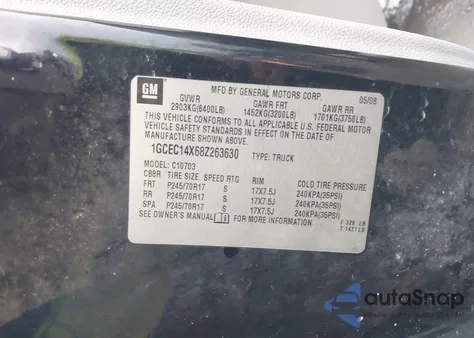 GM
MFD BY GENERAL MOTORS CORP. 05/08
GVWR GAWR FRT GAWR RR
2903KG(6400LB) 1452KG(3200LB) 1701KG(3750LB)
THIS VEHICLE CONFORMS TO ALL APPLICABLE U.S. FEDERAL MOTOR
VEHICLE SAFETY STANDARDS IN EFFECT ON THE DATE OF
MANUFACTURE SHOWN ABOVE.
1GCEC14X68Z263630 TYPE: TRUCK
C10703
CBBR TIRE SIZE SPEED RTG RIM COLD TIRE PRESSURE
FRT P245/70R17 S 17X7.5J 240KPA(35PSI)
RR P245/70R17 S 17X7.5J 240KPA(35PSI)
SPA P245/70R17 S 17X7.5J 240KPA(35PSI)
SEE OWNER'S MANUAL FOR MORE INFORMATION.
autoSnap